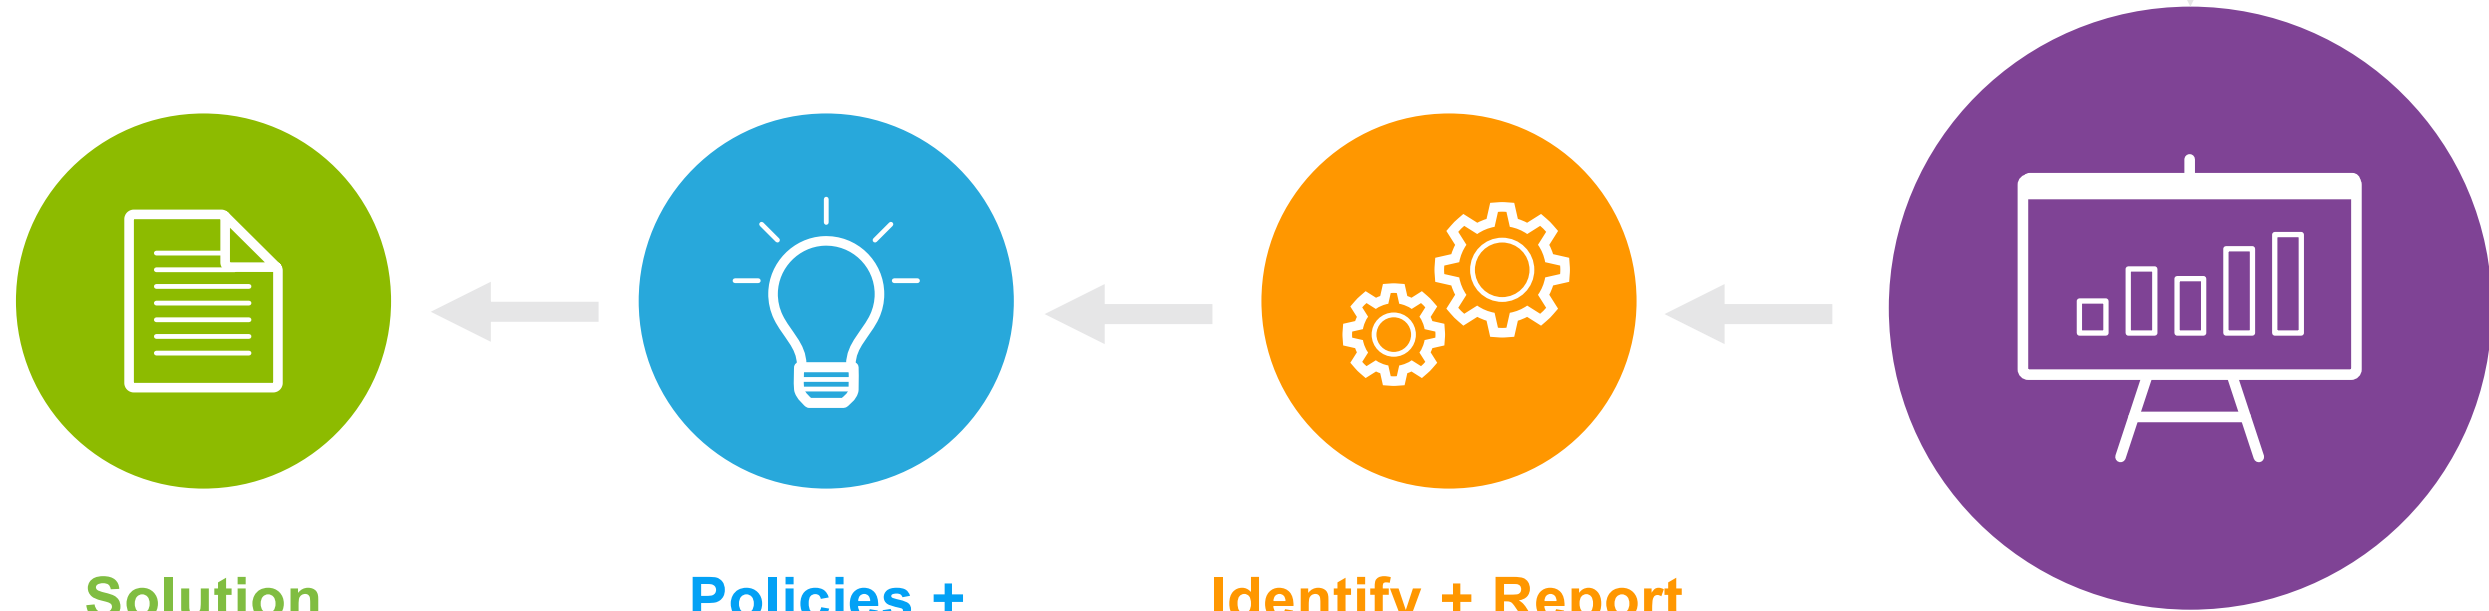 Solution
Policies +
Identify + Report